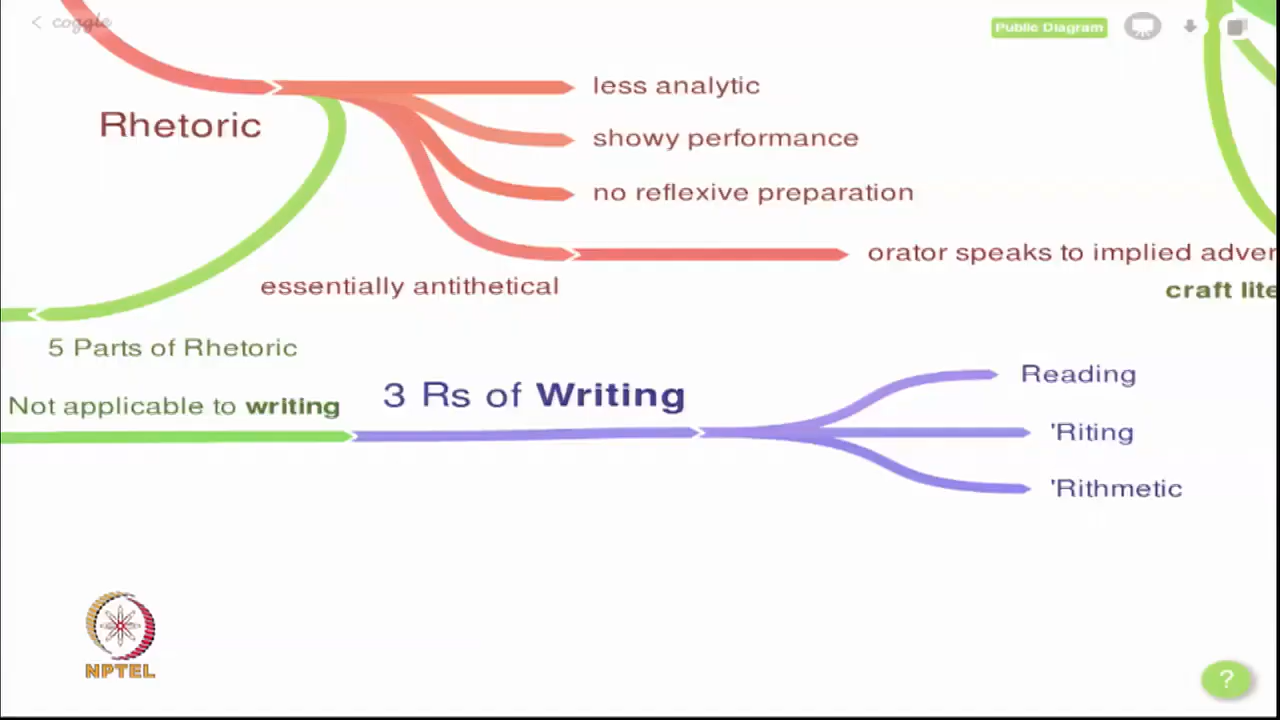 coggle
Public Diagram
less analytic
Rhetoric
showy performance
no reflexive preparation
orator speaks to implied adver
essentially antithetical
craft lite
5 Parts of Rhetoric
Not applicable to writing
3 Rs of Writing
Reading
'Riting
'Rithmetic
NPTEL
?